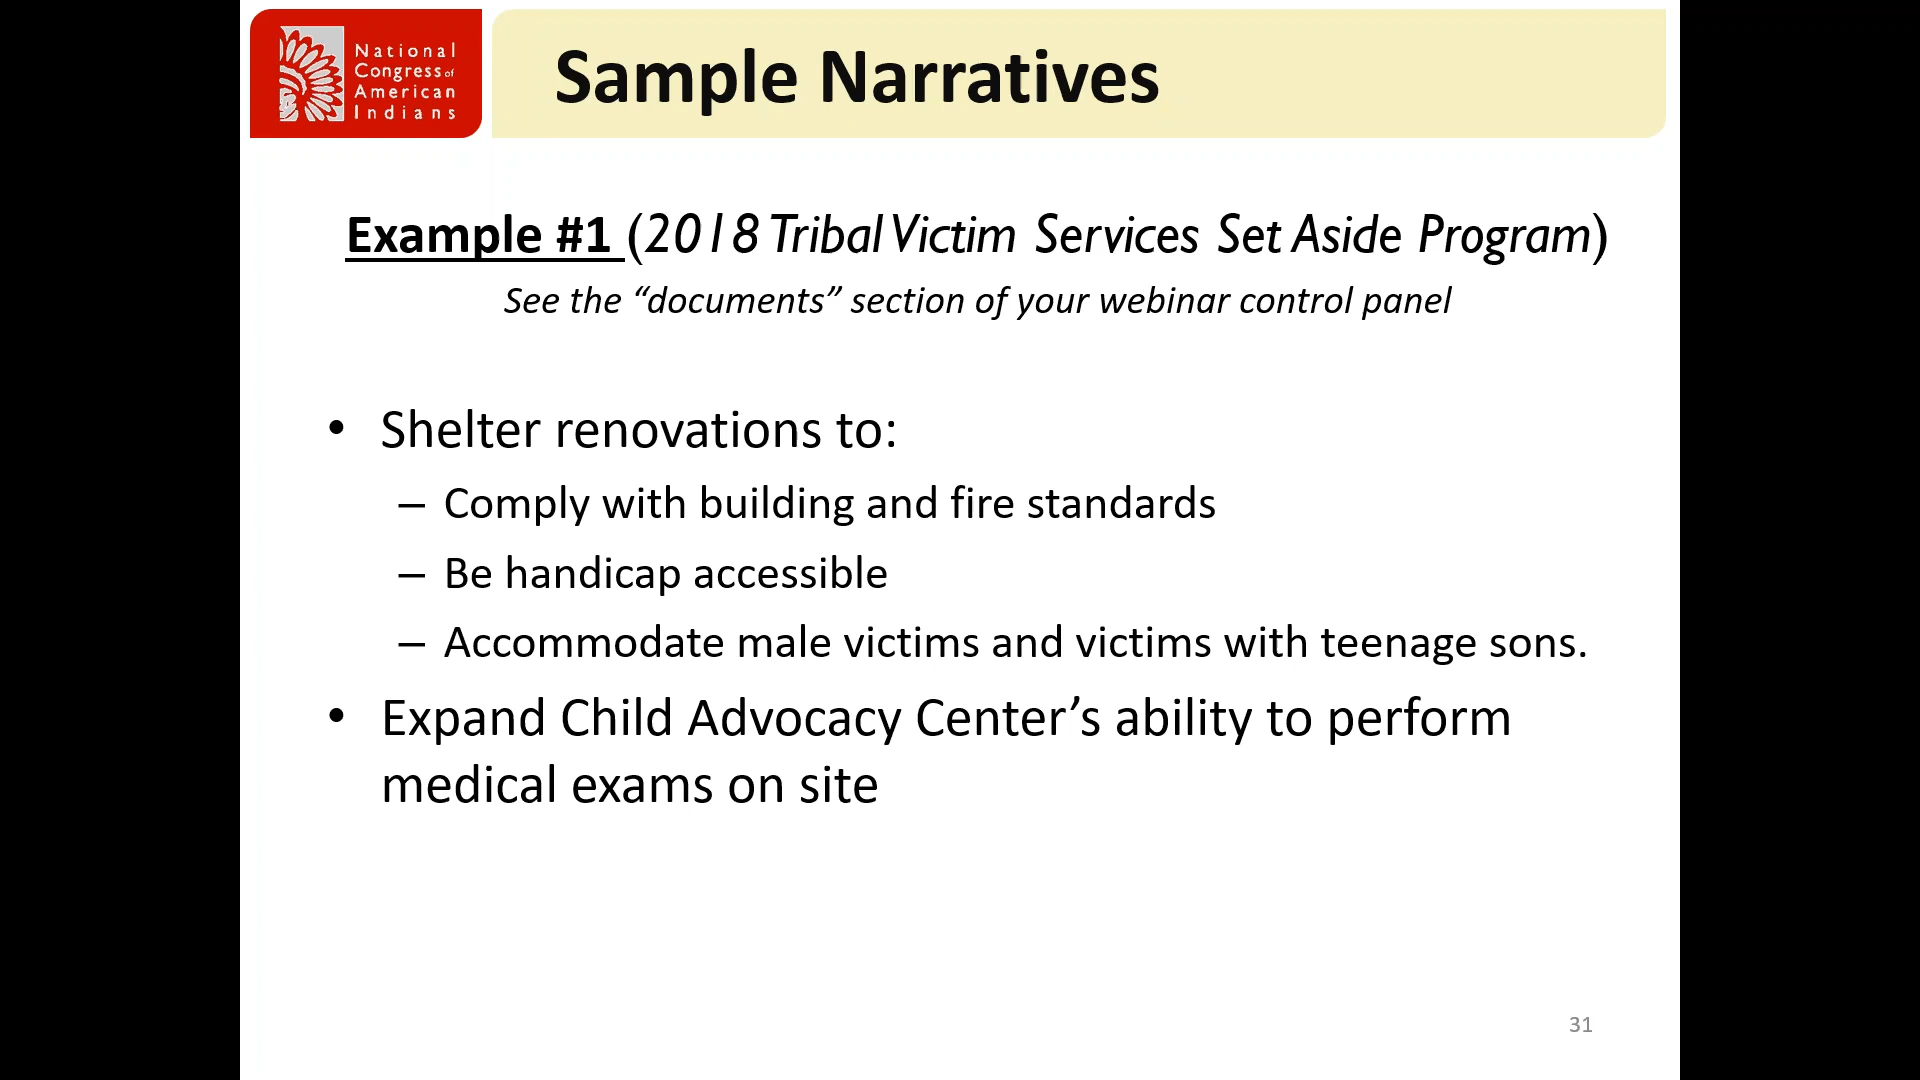 National
Congress of
American
Indians
Sample Narratives
Example #1 (2018 Tribal Victim Services Set Aside Program)
See the “documents” section of your webinar control panel
• Shelter renovations to:
– Comply with building and fire standards
– Be handicap accessible
– Accommodate male victims and victims with teenage sons.
• Expand Child Advocacy Center’s ability to perform
medical exams on site
31